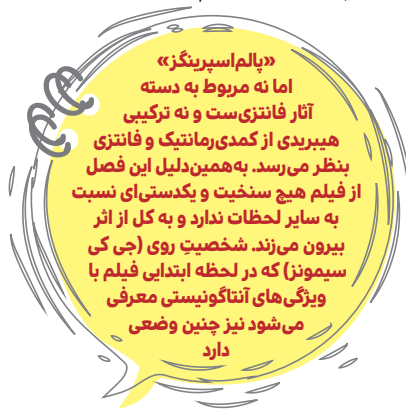 «پالم‌اسپرینگز»
اما نه مربوط به دسته
آثار فانتزی‌ست و نه ترکیبی
هیبریدی از کمدی‌رمانتیک و فانتزی
بنظر می‌رسد. به‌همین‌دلیل این فصل
از فیلم هیچ سنخیت و یکدستی‌ای نسبت
به سایر لحظات ندارد و به کل از اثر
بیرون می‌زند. شخصیتِ روی (جی کی
سیمونز) که در لحظه ابتدایی فیلم با
ویژگی‌های آنتاگونیستی معرفی
می‌شود نیز چنین وضعی
دارد